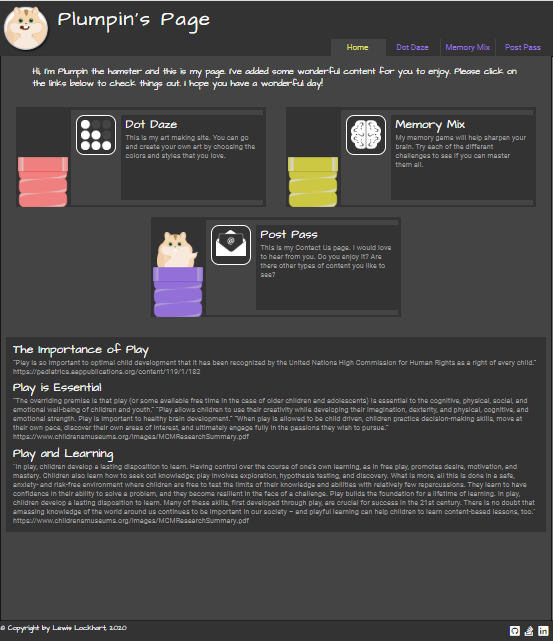 Plumpin's Page
Home
Dot Daze
Memory Mix
Post Pass
Hi, I'm Plumpin the hamster and this is my page. I've added some wonderful content for you to enjoy. Please click on
the links below to check things out. I hope you have a wonderful day!
Dot Daze
This is my art making site. You can go
and create your own art by choosing the
colors and styles that you love.
Memory Mix
My memory game will help sharpen your
brain. Try each of the different
challenges to see if you can master
them all.
@
Post Pass
This is my Contact Us page. I would love
to hear from you. Do you enjoy it? Are
there other types of content you like to
see?
The Importance of Play
"Play is so important to optimal child development that it has been recognized by the United Nations High Commission for Human Rights as a right of every child."
https://pediatrics.aappublications.org/content/119/1/182
Play is Essential
"The overriding premise is that play (or some available free time in the case of older children and adolescents) is essential to the cognitive, physical, social, and
emotional well-being of children and youth." "Play allows children to use their creativity while developing their imagination, dexterity, and physical, cognitive, and
emotional strength. Play is important to healthy brain development." "When play is allowed to be child driven, children practice decision-making skills, move at
their own pace, discover their own areas of interest, and ultimately engage fully in the passions they wish to pursue."
https://www.childrensmuseums.org/images/MCMResearchSummary.pdf
Play and Learning
"In play, children develop a lasting disposition to learn. Having control over the course of one's own learning, as in free play, promotes desire, motivation, and
mastery. Children also learn how to seek out knowledge; play involves exploration, hypothesis testing, and discovery. What is more, all this is done in a safe,
anxiety- and risk-free environment where children are free to test the limits of their knowledge and abilities with relatively few repercussions. They learn to have
confidence in their ability to solve a problem, and they become resilient in the face of a challenge. Play builds the foundation for a lifetime of learning. In play,
children develop a lasting disposition to learn. Many of these skills, first developed through play, are crucial for success in the 21st century. There is no doubt that
amassing knowledge of the world around us continues to be important in our society – and playful learning can help children to learn content-based lessons, too."
https://www.childrensmuseums.org/images/MCMResearchSummary.pdf
© Copyright by Lewis Lockhart, 2020
in